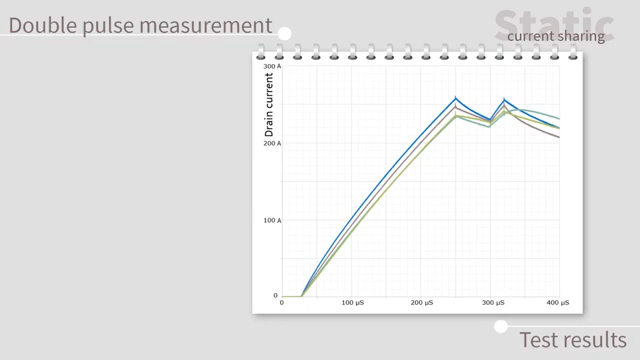 Double pulse measurement
Static
current sharing
Drain current
300 A
200 A
100 A
0
0
100 µS
200 µS
300 µS
400 µS
Test results